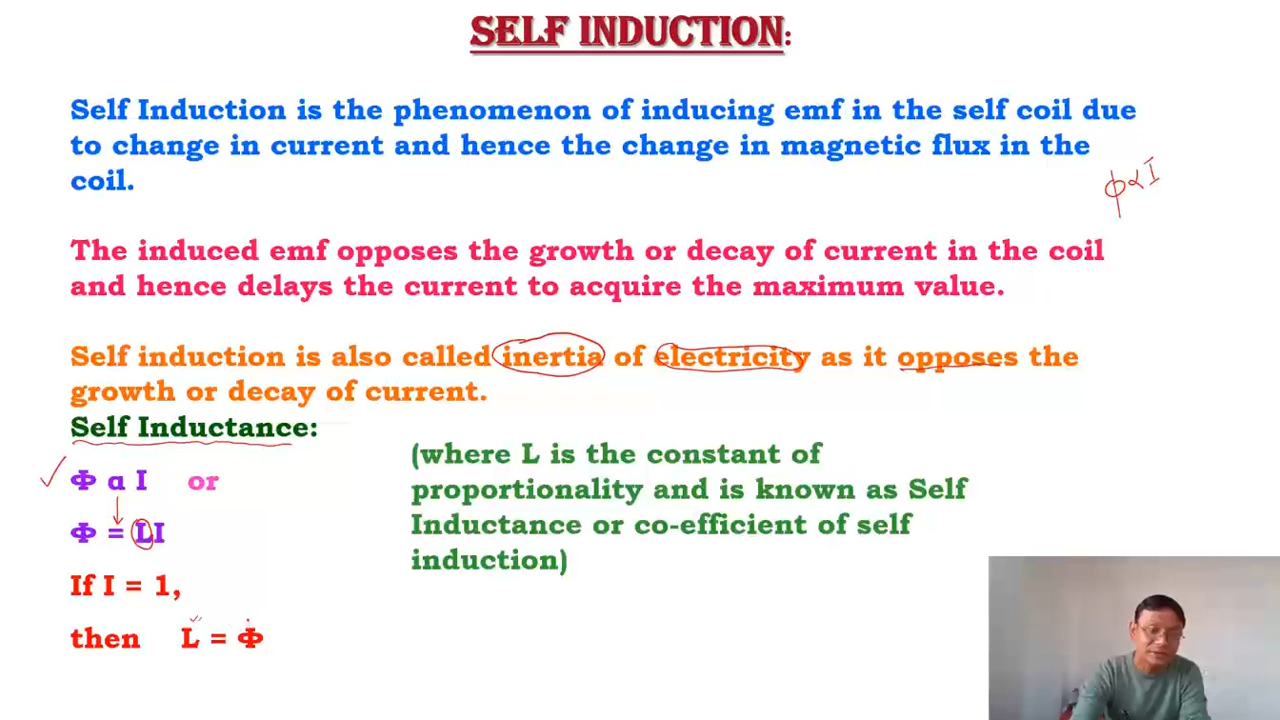 SELF INDUCTION:
Self Induction is the phenomenon of inducing emf in the self coil due
to change in current and hence the change in magnetic flux in the
coil.
ϕ∝I
The induced emf opposes the growth or decay of current in the coil
and hence delays the current to acquire the maximum value.
Self induction is also called inertia of electricity as it opposes the
growth or decay of current.
Self Inductance:
Φ α I or
Φ = LI
If I = 1,
then L = Φ
(where L is the constant of
proportionality and is known as Self
Inductance or co-efficient of self
induction)